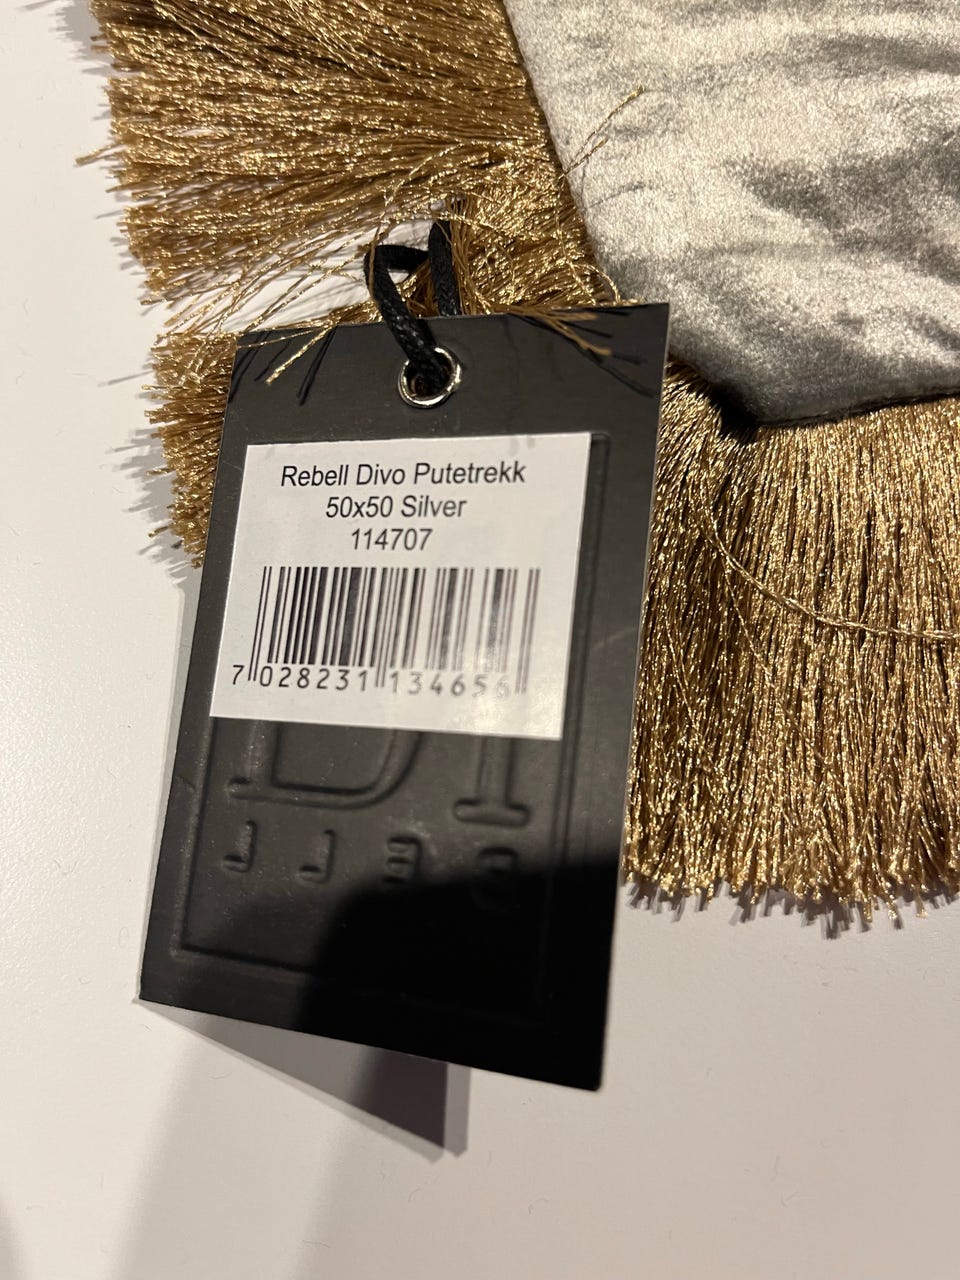 Rebell Divo Putetrekk
50x50 Silver
114707
7 028231 134656